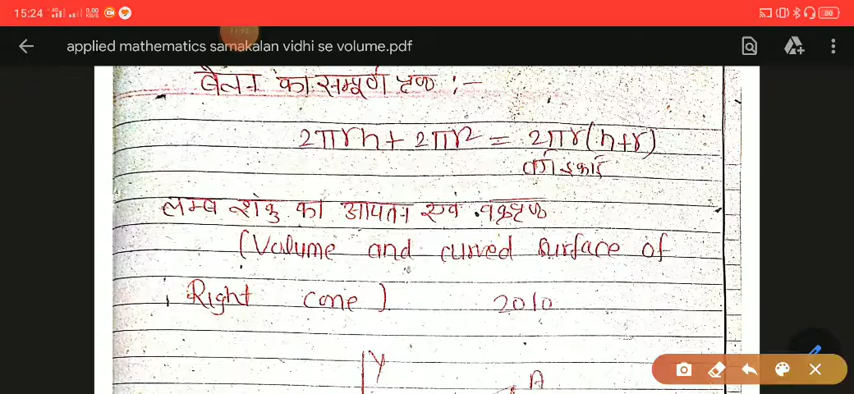 15:24
applied mathematics samakalan vidhi se volume.pdf
बेलन का सम्पूर्ण पृष्ठ :-
2πrh + 2πr² = 2πr(h+r)
वर्ग इकाई
लम्ब शंकु का आयतन एवं वक्रपृष्ठ
(Volume and curved surface of
Right cone) 2010
Y
A